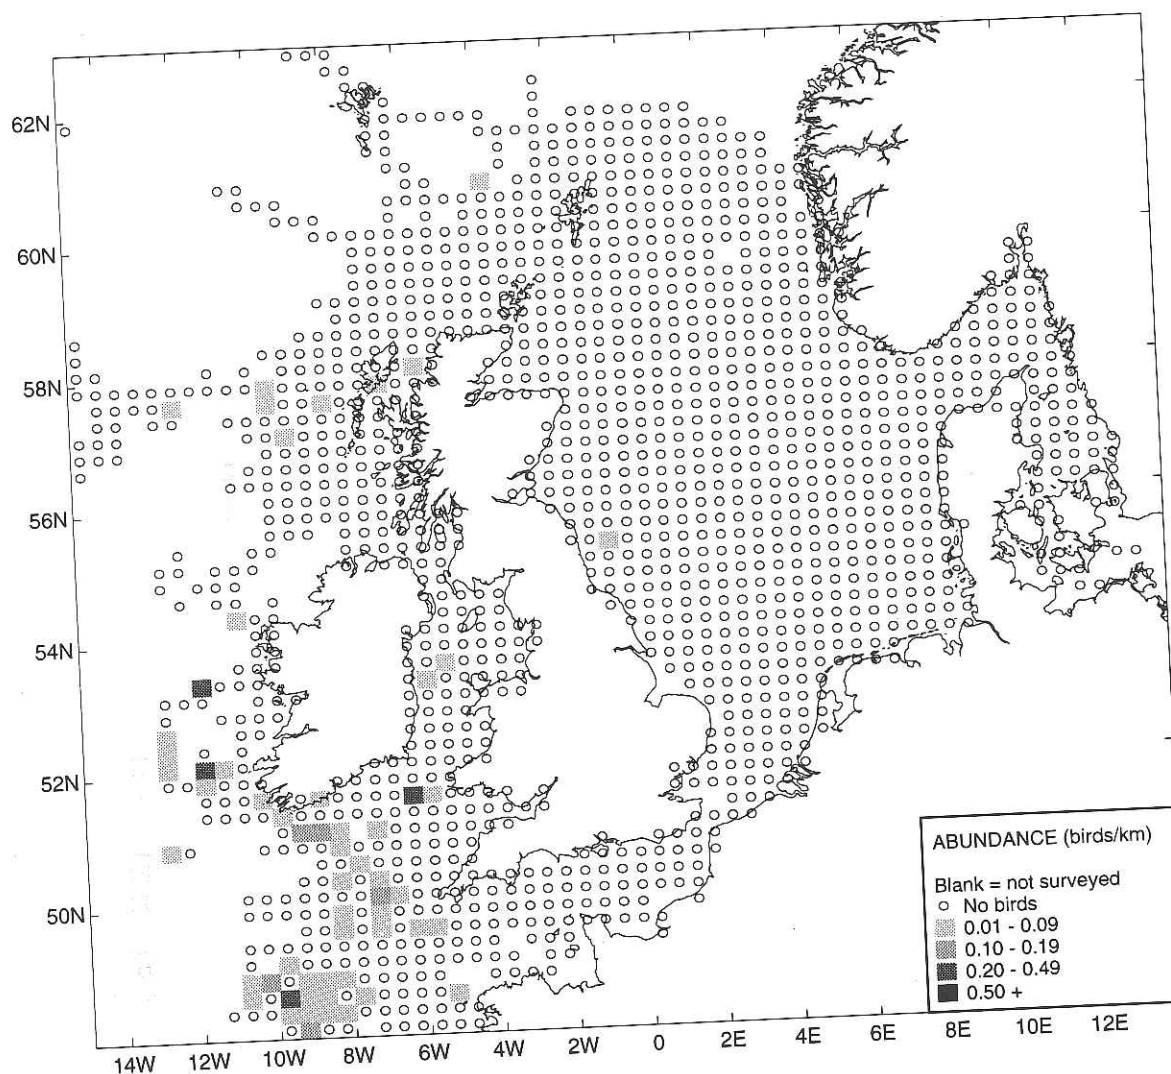 62N
60N
58N
56N
54N
52N
50N
14W 12W 10W 8W 6W 4W 2W 0 2E 4E 6E 8E 10E 12E
ABUNDANCE (birds/km)
Blank = not surveyed
No birds
0.01 - 0.09
0.10 - 0.19
0.20 - 0.49
0.50 +